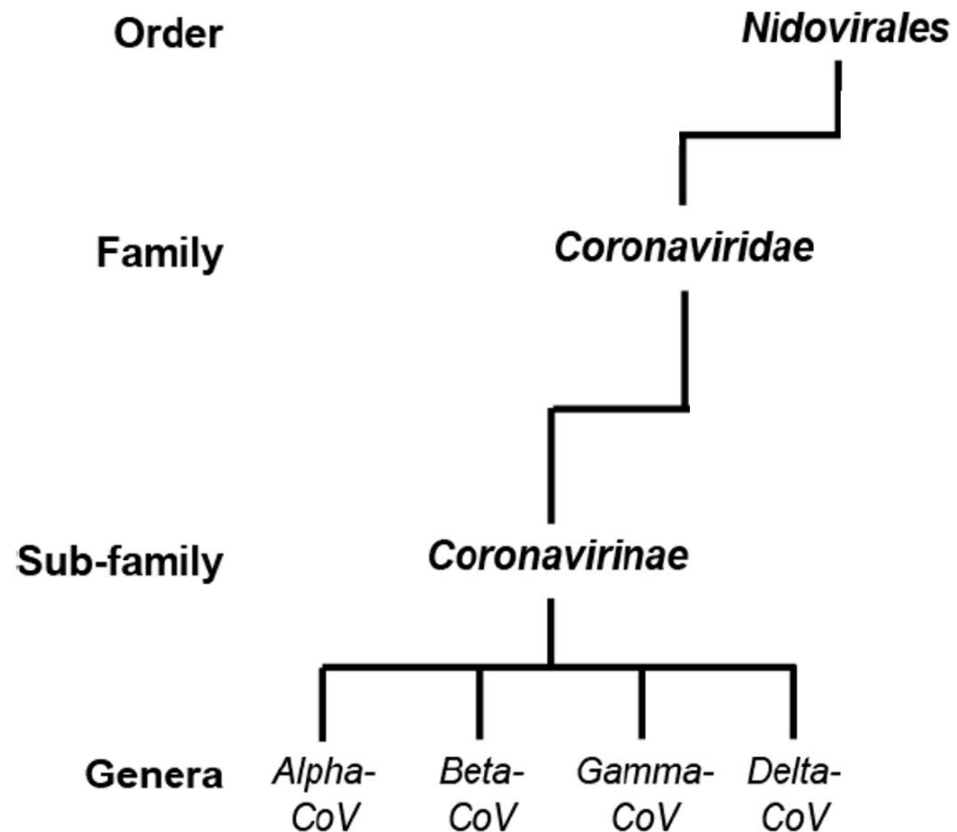 Order Nidovirales
Family Coronaviridae
Sub-family Coronavirinae
Genera Alpha- Beta- Gamma- Delta-
CoV CoV CoV CoV